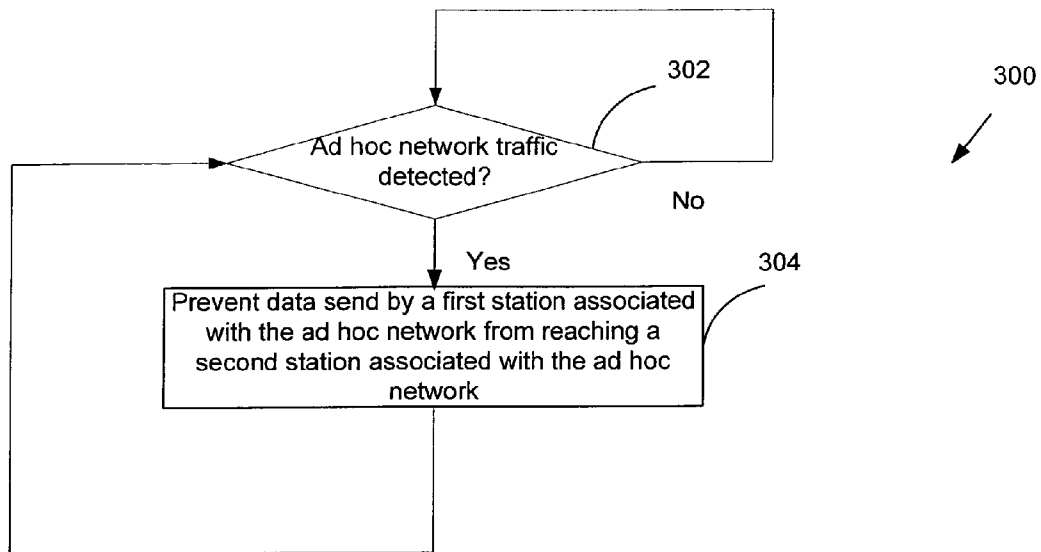 302
300
Ad hoc network traffic
detected?
No
Yes
304
Prevent data send by a first station associated
with the ad hoc network from reaching a
second station associated with the ad hoc
network